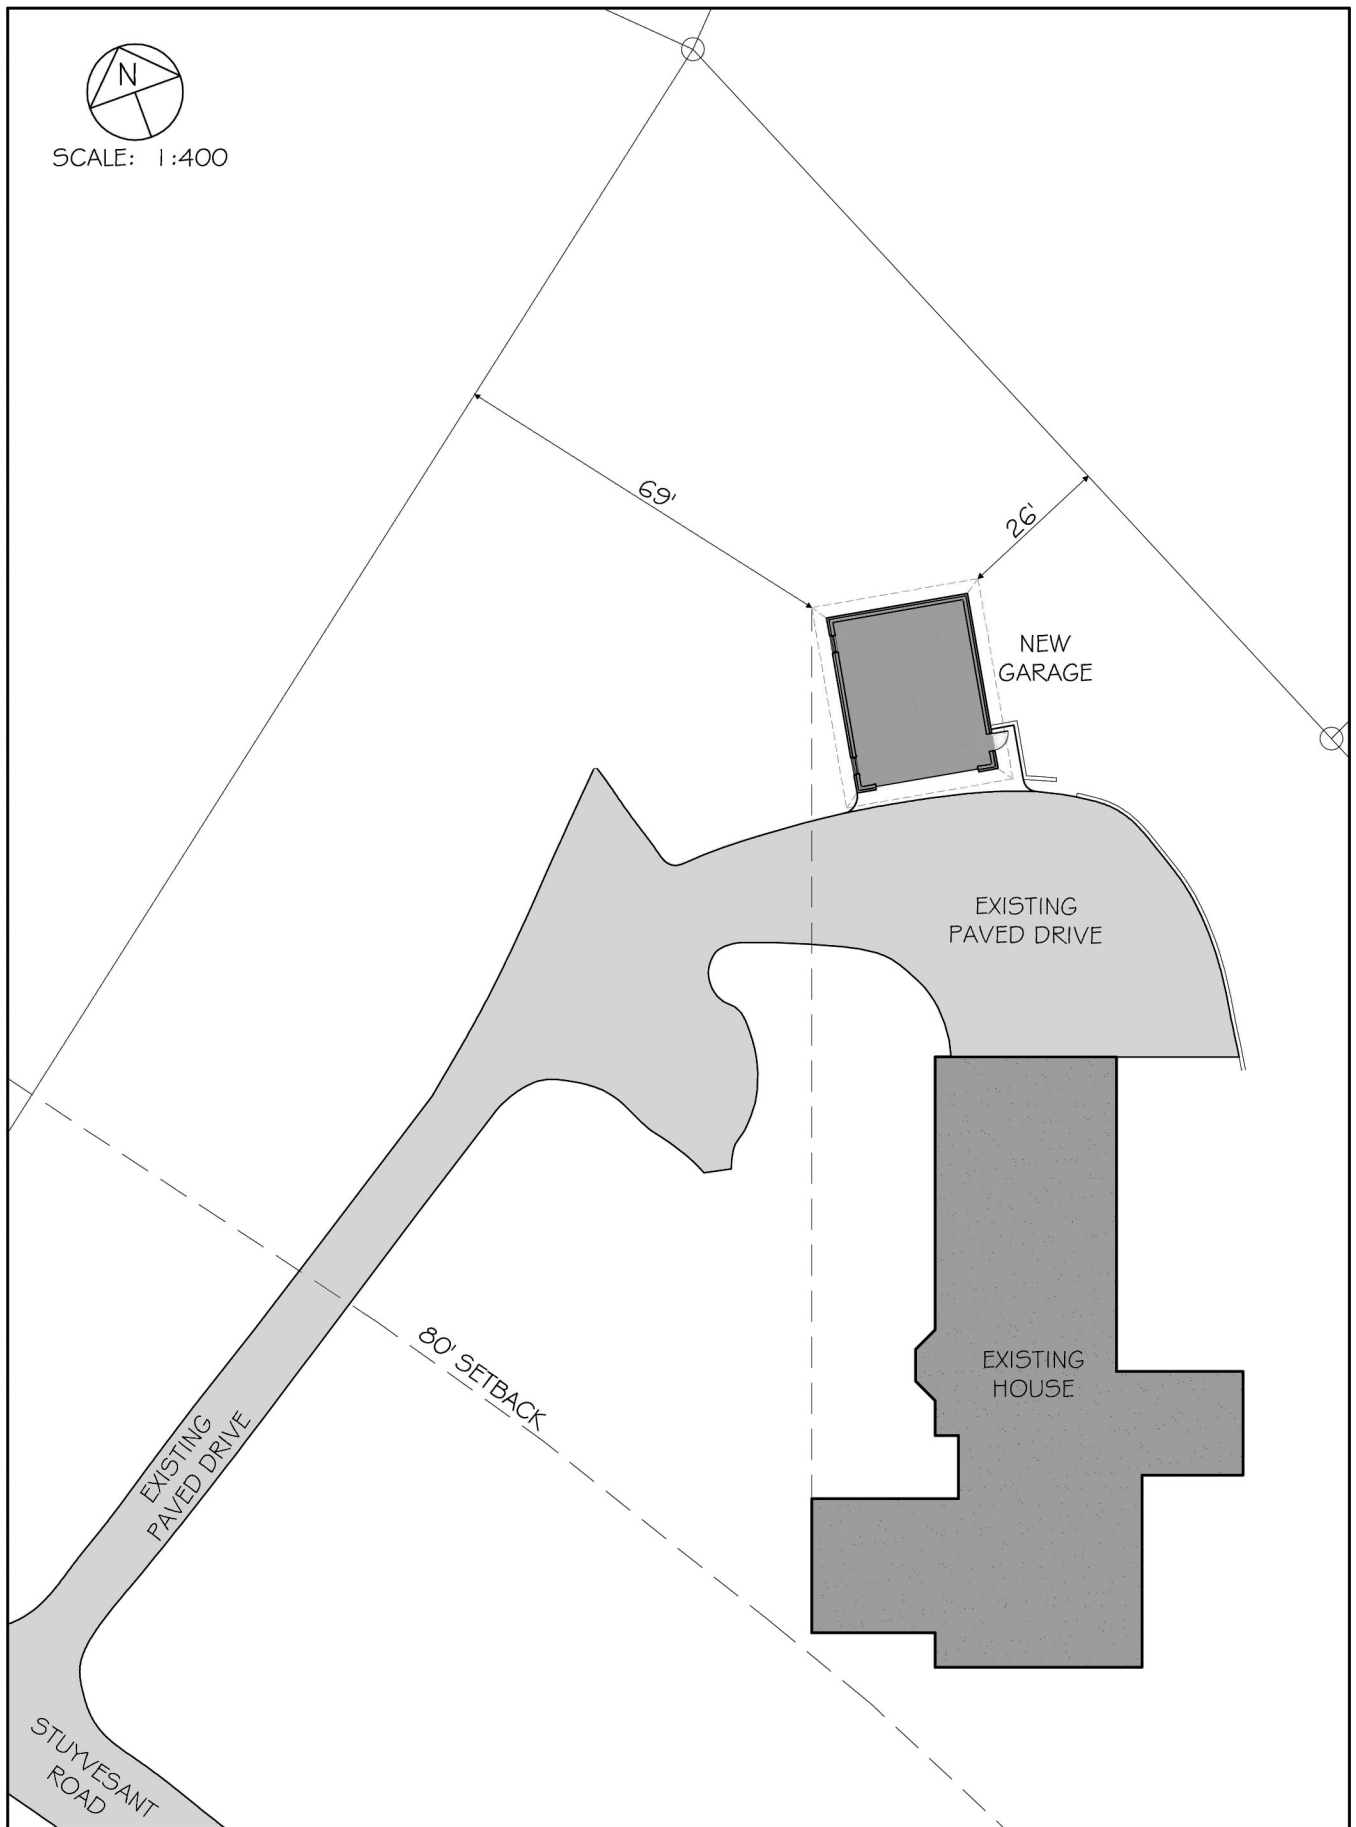 N
SCALE: 1:400
69'
26'
NEW
GARAGE
EXISTING
PAVED DRIVE
80' SETBACK
EXISTING
HOUSE
EXISTING
PAVED DRIVE
STUYVESANT
ROAD